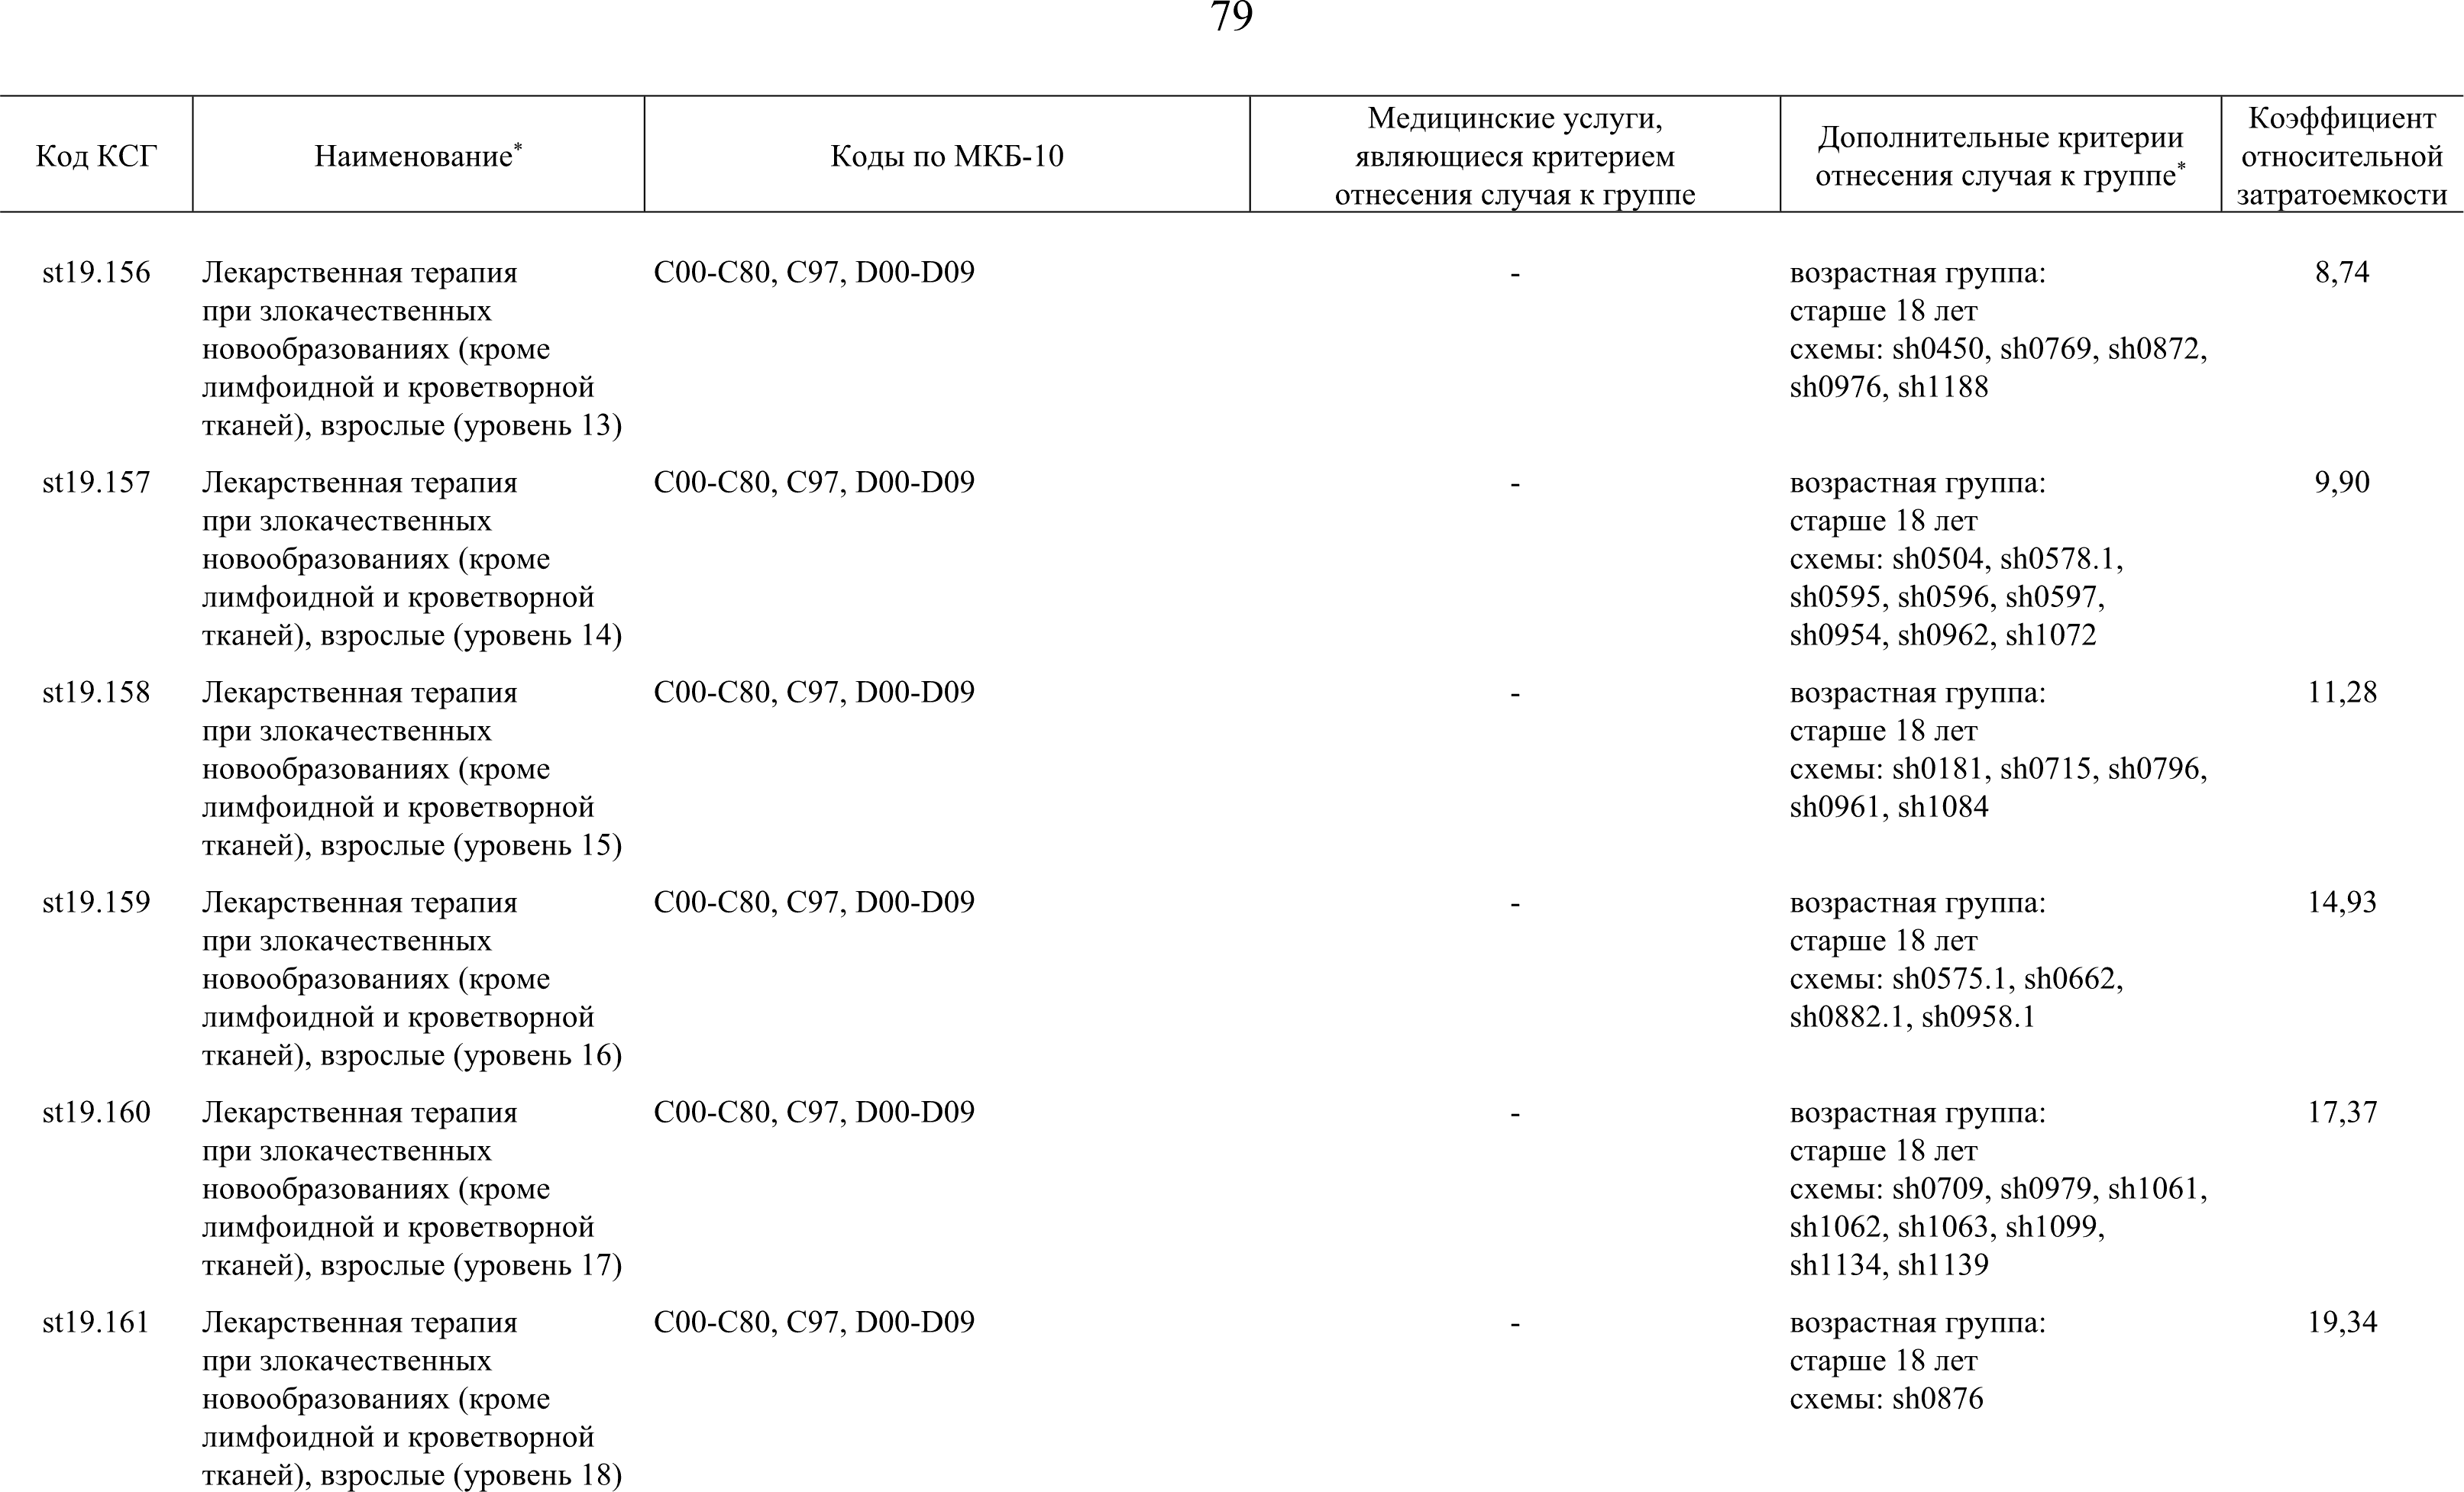 79
Код КСГ
Наименование*
Коды по МКБ-10
Медицинские услуги,
являющиеся критерием
отнесения случая к группе
Дополнительные критерии
отнесения случая к группе*
Коэффициент
относительной
затратоемкости
st19.156
Лекарственная терапия
при злокачественных
новообразованиях (кроме
лимфоидной и кроветворной
тканей), взрослые (уровень 13)
C00-C80, C97, D00-D09
-
возрастная группа:
старше 18 лет
схемы: sh0450, sh0769, sh0872,
sh0976, sh1188
8,74
st19.157
Лекарственная терапия
при злокачественных
новообразованиях (кроме
лимфоидной и кроветворной
тканей), взрослые (уровень 14)
C00-C80, C97, D00-D09
-
возрастная группа:
старше 18 лет
схемы: sh0504, sh0578.1,
sh0595, sh0596, sh0597,
sh0954, sh0962, sh1072
9,90
st19.158
Лекарственная терапия
при злокачественных
новообразованиях (кроме
лимфоидной и кроветворной
тканей), взрослые (уровень 15)
C00-C80, C97, D00-D09
-
возрастная группа:
старше 18 лет
схемы: sh0181, sh0715, sh0796,
sh0961, sh1084
11,28
st19.159
Лекарственная терапия
при злокачественных
новообразованиях (кроме
лимфоидной и кроветворной
тканей), взрослые (уровень 16)
C00-C80, C97, D00-D09
-
возрастная группа:
старше 18 лет
схемы: sh0575.1, sh0662,
sh0882.1, sh0958.1
14,93
st19.160
Лекарственная терапия
при злокачественных
новообразованиях (кроме
лимфоидной и кроветворной
тканей), взрослые (уровень 17)
C00-C80, C97, D00-D09
-
возрастная группа:
старше 18 лет
схемы: sh0709, sh0979, sh1061,
sh1062, sh1063, sh1099,
sh1134, sh1139
17,37
st19.161
Лекарственная терапия
при злокачественных
новообразованиях (кроме
лимфоидной и кроветворной
тканей), взрослые (уровень 18)
C00-C80, C97, D00-D09
-
возрастная группа:
старше 18 лет
схемы: sh0876
19,34